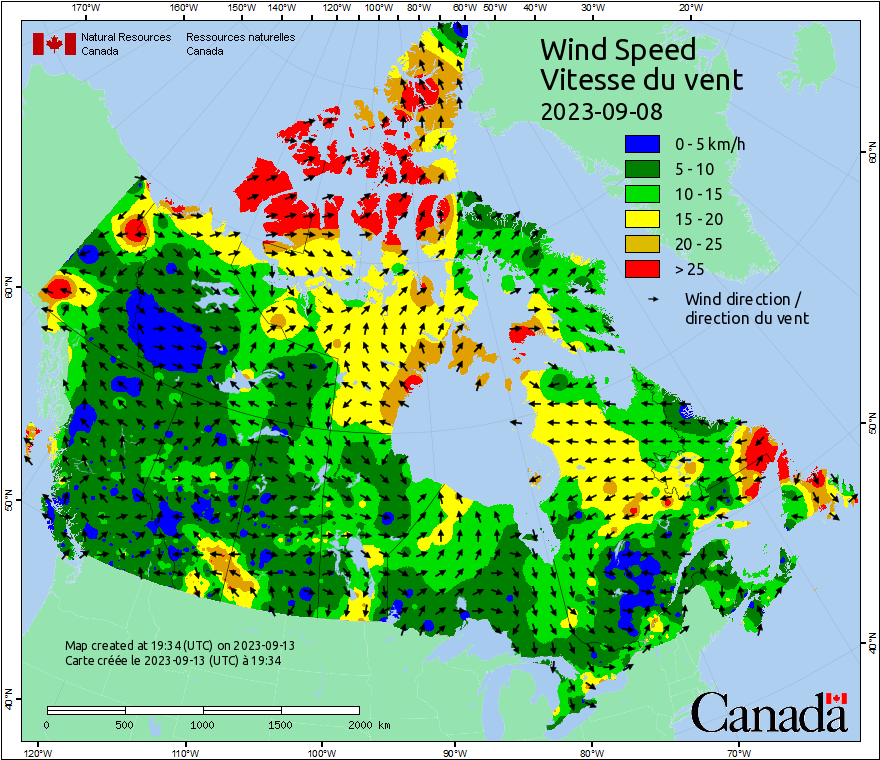 170°W 160°W 150°W 140°W 120°W 100°W 80°W 60°W 50°W 40°W 30°W 20°W
Natural Resources Canada
Ressources naturelles Canada
Wind Speed
Vitesse du vent
2023-09-08
0 - 5 km/h
5 - 10
10 - 15
15 - 20
20 - 25
> 25
Wind direction /
direction du vent
60°N
60°N
50°N
50°N
40°N
40°N
Map created at 19:34 (UTC) on 2023-09-13
Carte créée le 2023-09-13 (UTC) à 19:34
0 500 1000 1500 2000 km
Canada
120°W 110°W 100°W 90°W 80°W 70°W